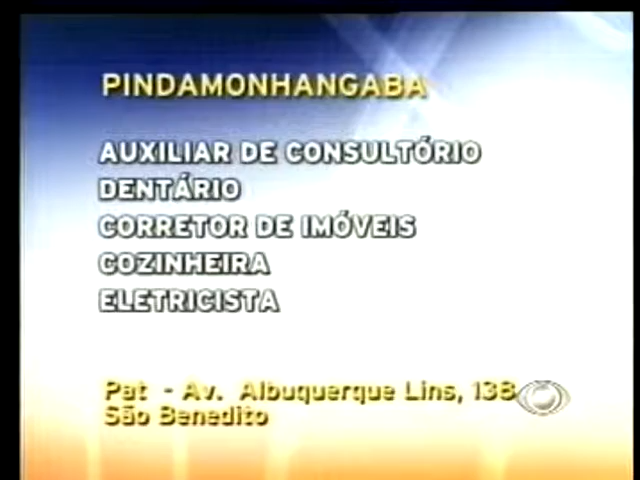 PINDAMONHANGABA
AUXILIAR DE CONSULTÓRIO
DENTÁRIO
CORRETOR DE IMÓVEIS
COZINHEIRA
ELETRICISTA
Pat - Av. Albuquerque Lins, 138
São Benedito